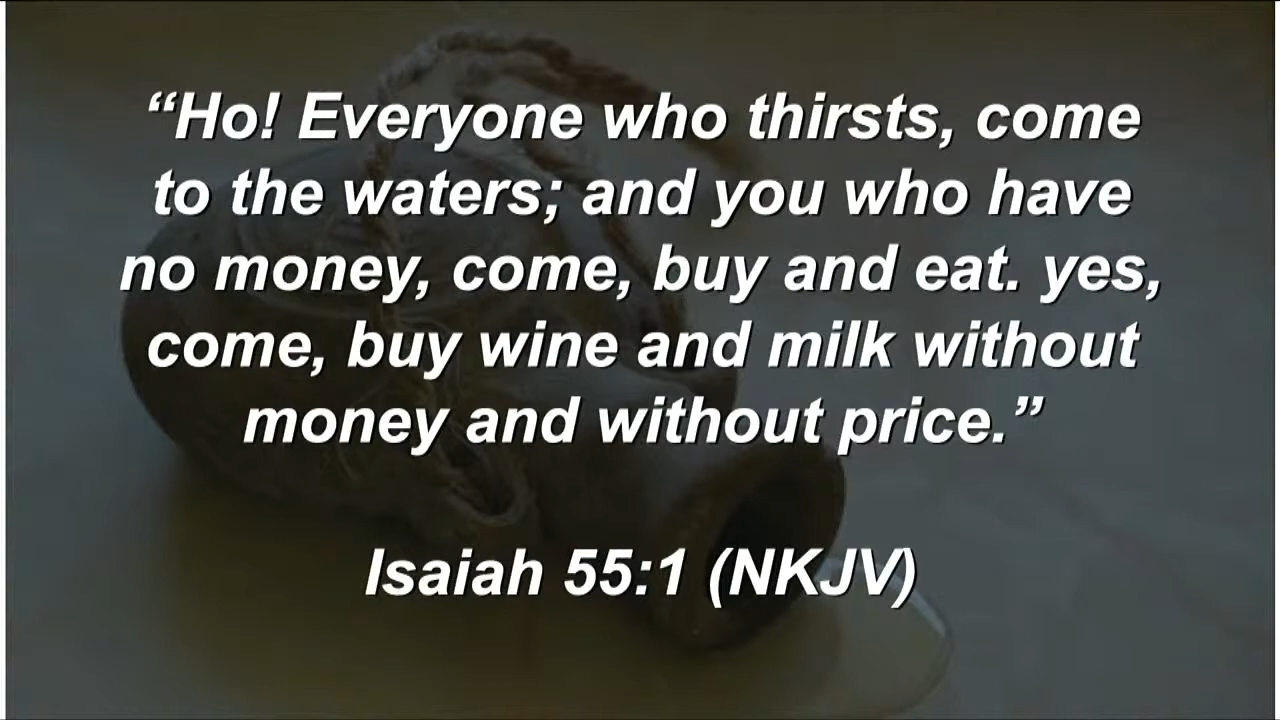 “Ho! Everyone who thirsts, come
to the waters; and you who have
no money, come, buy and eat. yes,
come, buy wine and milk without
money and without price.”
Isaiah 55:1 (NKJV)